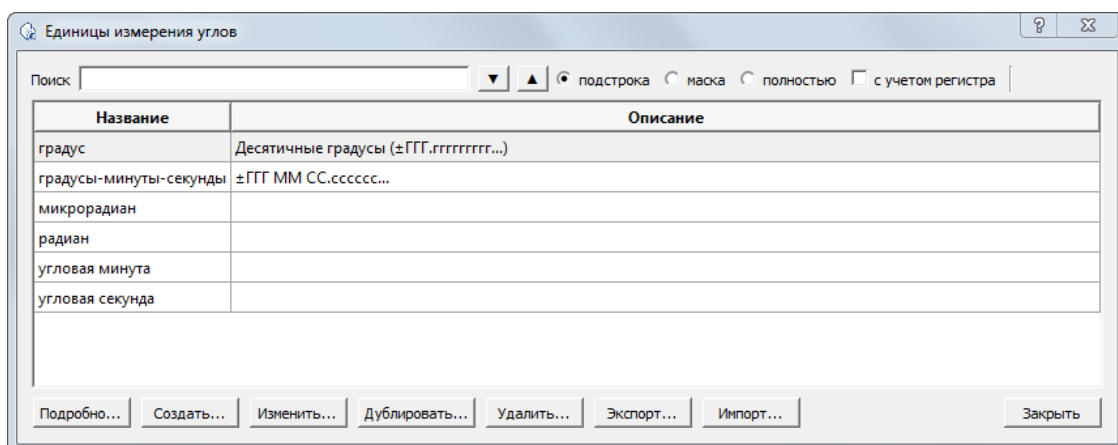 Единицы измерения углов
Поиск ▼ ▲ подстрока маска полностью с учетом регистра
Название Описание
градус Десятичные градусы (±ГГГ.ггггггггг...)
градусы-минуты-секунды ±ГГГ ММ СС.сссссс...
микрорадиан
радиан
угловая минута
угловая секунда
Подробно... Создать... Изменить... Дублировать... Удалить... Экспорт... Импорт... Закрыть